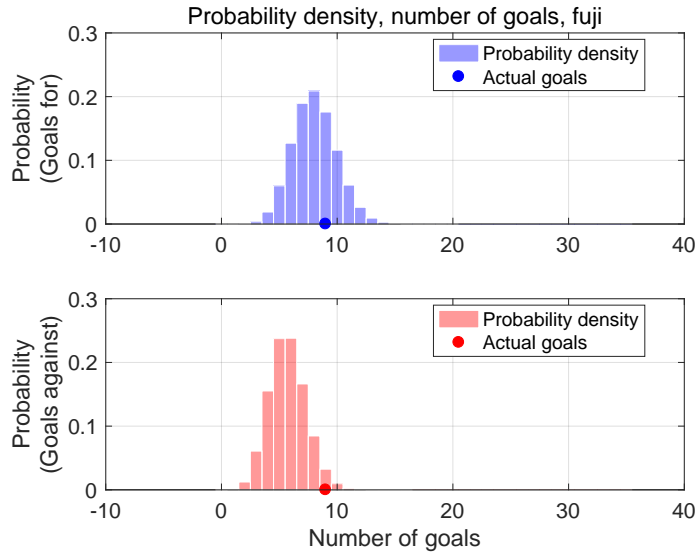 Probability density, number of goals, fuji
0.3
0.2
0.1
0
Probability
(Goals for)
Probability density
Actual goals
-10
0
10
20
30
40
0.3
0.2
0.1
0
Probability
(Goals against)
Probability density
Actual goals
-10
0
10
20
30
40
Number of goals